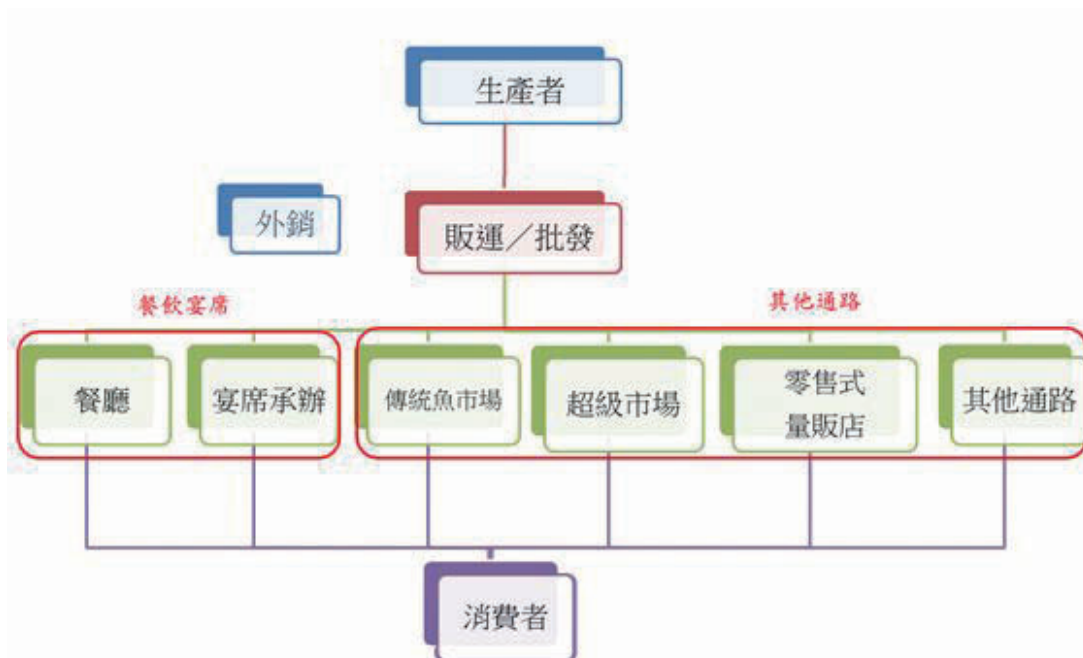 生產者
外銷
販運／批發
餐飲宴席
其他通路
餐廳
宴席承辦
傳統魚市場
超級市場
零售式
量販店
其他通路
消費者